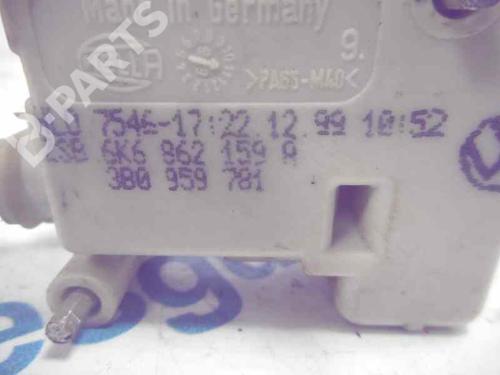 Made in Germany
9.
HELLA
>PA66-M40<
7546-17 22.12.99 10:52
6K6 862 159 A
3B0 959 781
B-PARTS